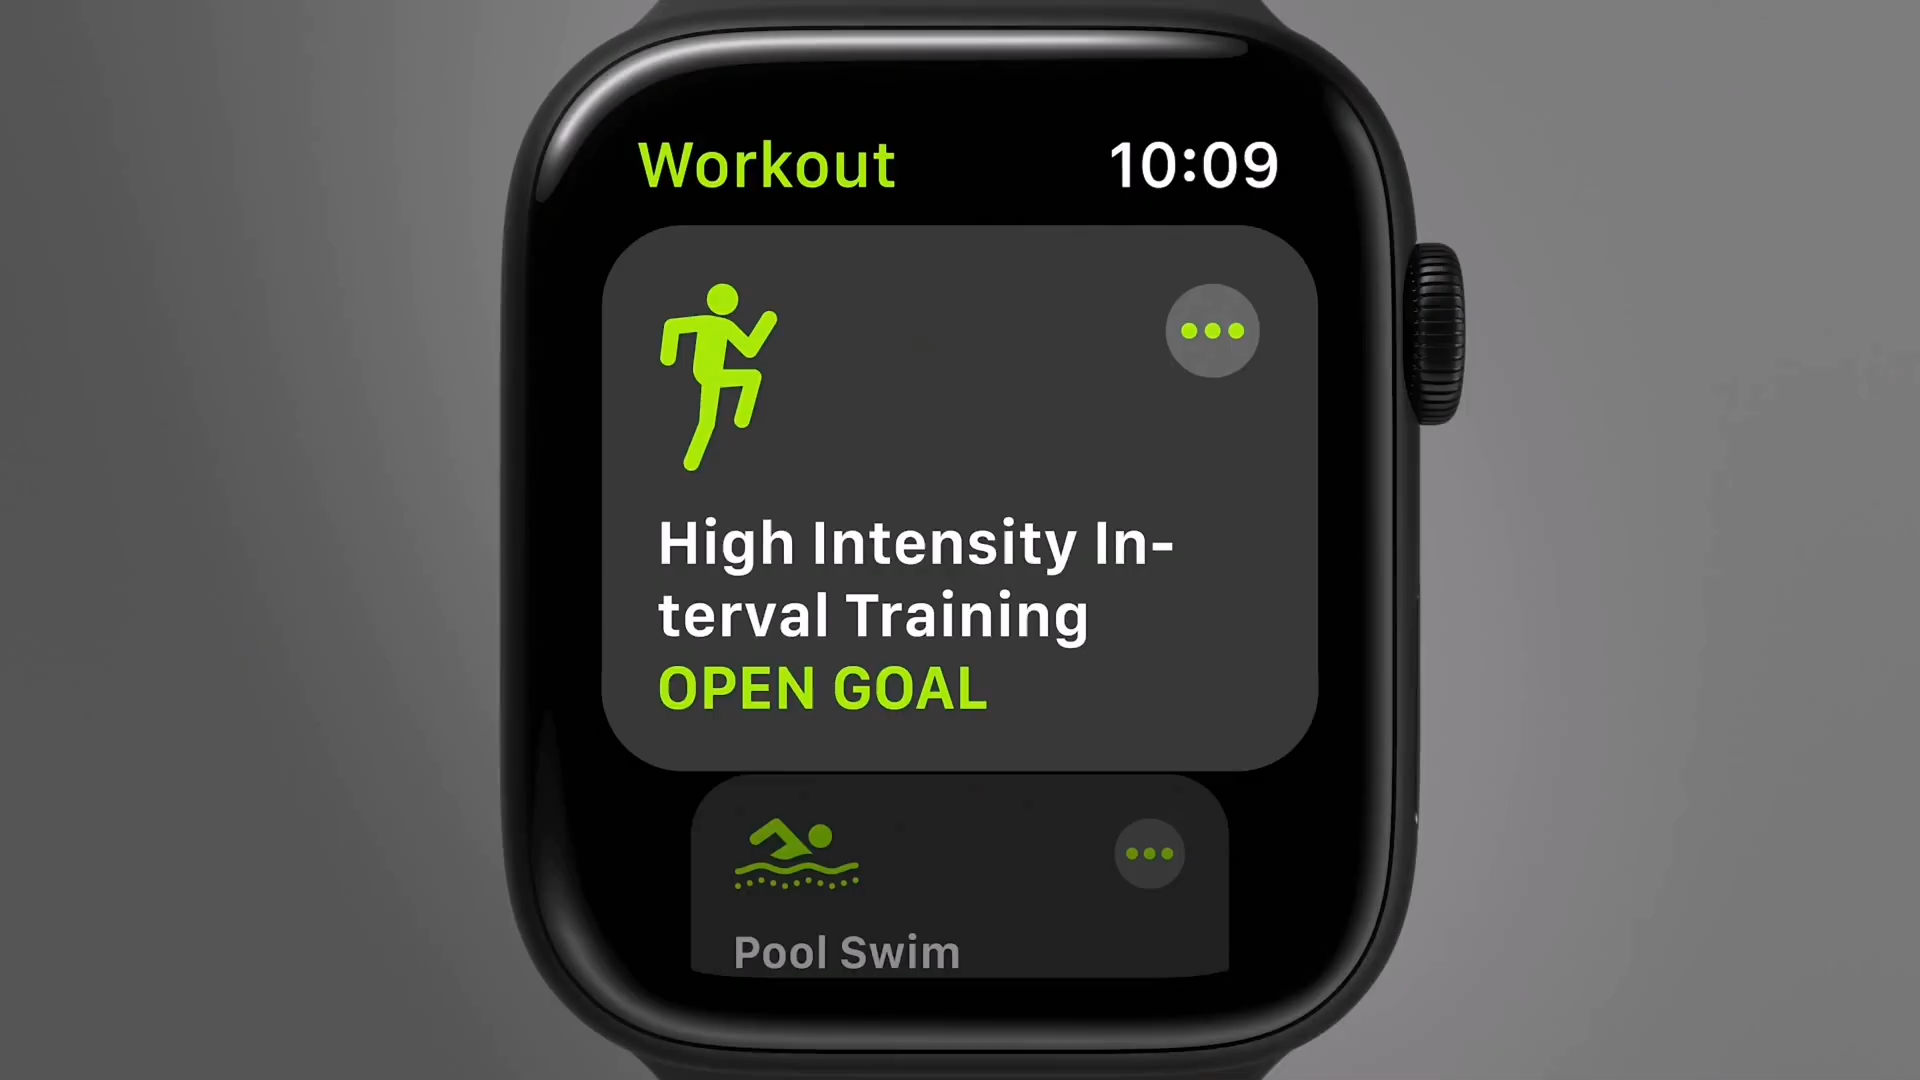 Workout
10:09
High Intensity In-
terval Training
OPEN GOAL
Pool Swim